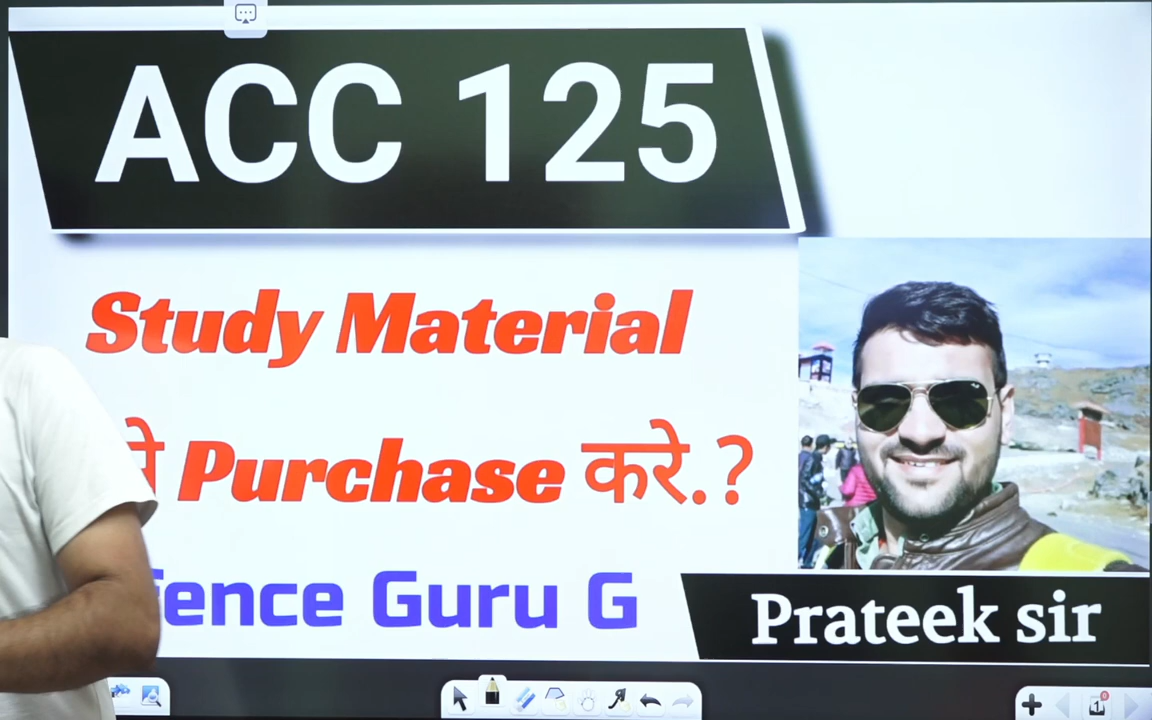 ACC 125
Study Material
Purchase करे.?
Guru G
Prateek sir